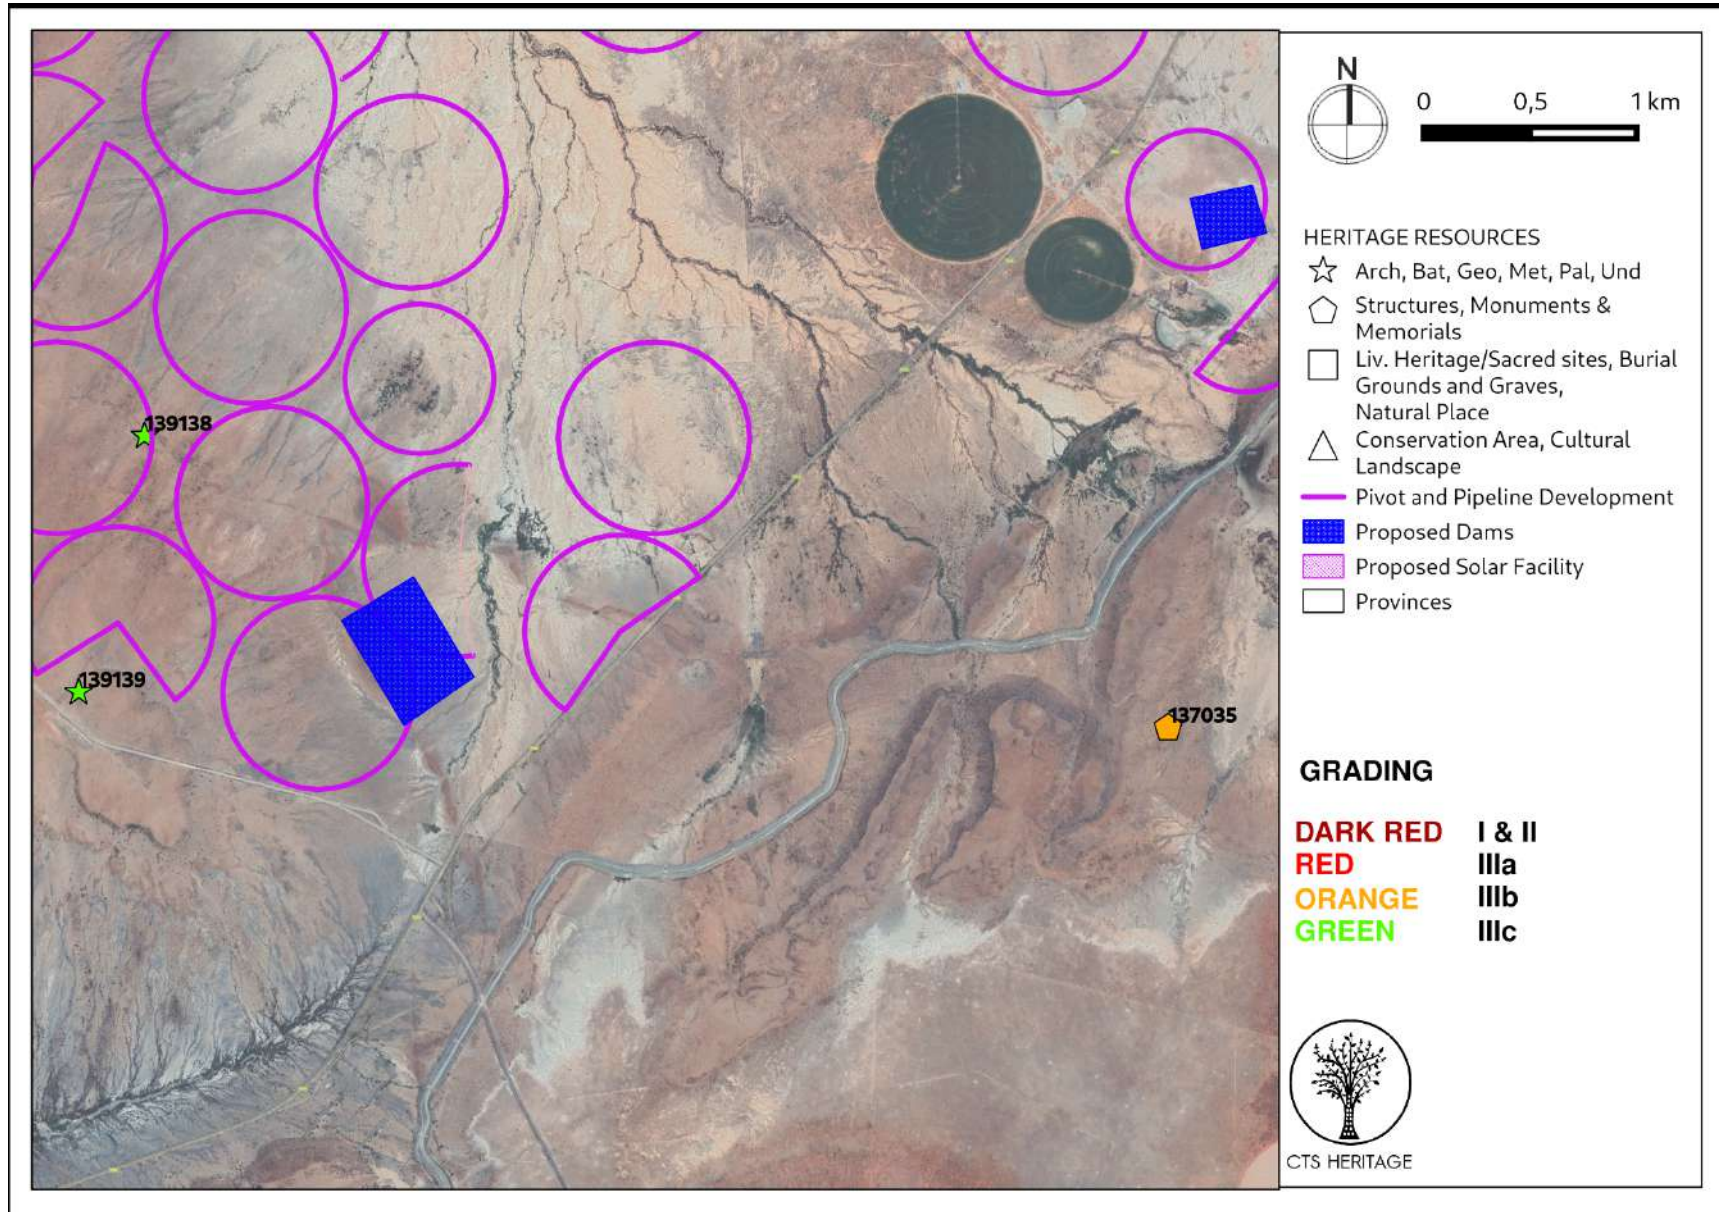 N
0 0,5 1 km
HERITAGE RESOURCES
Arch, Bat, Geo, Met, Pal, Und
Structures, Monuments &
Memorials
Liv. Heritage/Sacred sites, Burial
Grounds and Graves,
Natural Place
Conservation Area, Cultural
Landscape
Pivot and Pipeline Development
Proposed Dams
Proposed Solar Facility
Provinces
139138
139139
137035
GRADING
DARK RED I & II
RED IIIa
ORANGE IIIb
GREEN IIIc
CTS HERITAGE